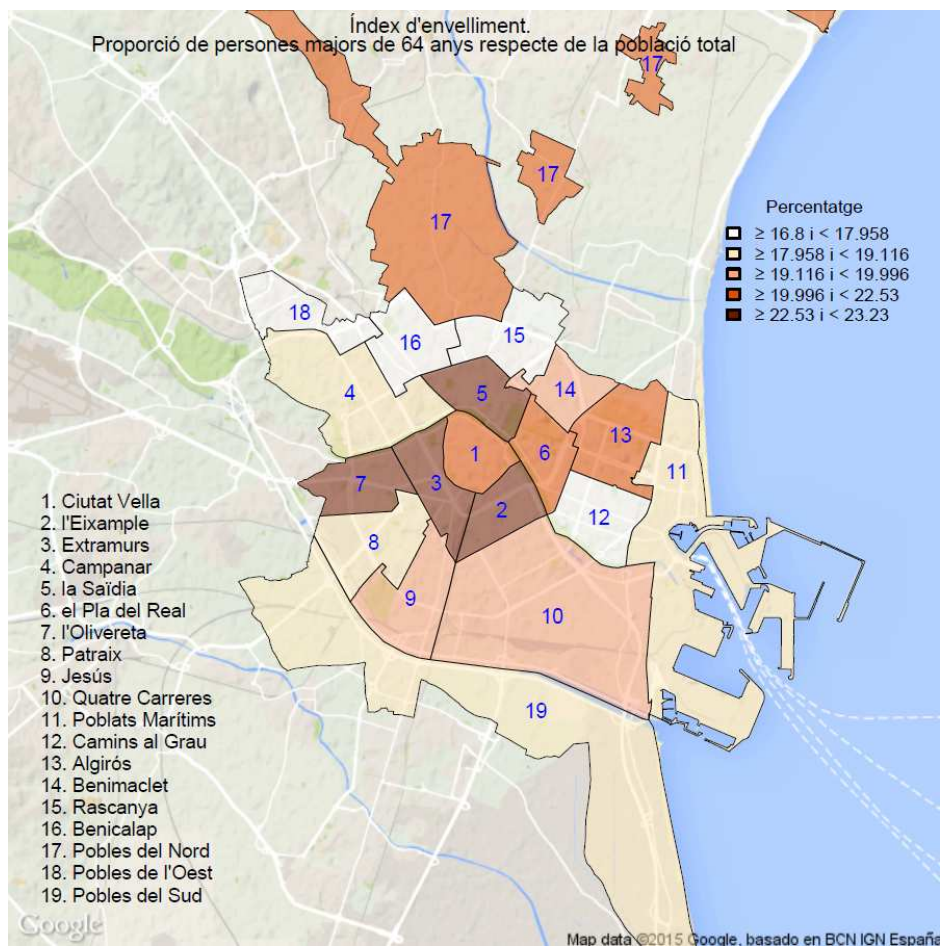 Índex d'envelliment.
Proporció de persones majors de 64 anys respecte de la població total
17
17
17
Percentatge
≥ 16.8 i < 17.958
≥ 17.958 i < 19.116
≥ 19.116 i < 19.996
≥ 19.996 i < 22.53
≥ 22.53 i < 23.23
18
16
15
4
5
14
1
6
13
11
7
3
2
12
8
9
10
19
1. Ciutat Vella
2. l'Eixample
3. Extramurs
4. Campanar
5. la Saïdia
6. el Pla del Real
7. l'Olivereta
8. Patraix
9. Jesús
10. Quatre Carreres
11. Poblats Marítims
12. Camins al Grau
13. Algirós
14. Benimaclet
15. Rascanya
16. Benicalap
17. Pobles del Nord
18. Pobles de l'Oest
19. Pobles del Sud
Google
Map data ©2015 Google, basado en BCN IGN España